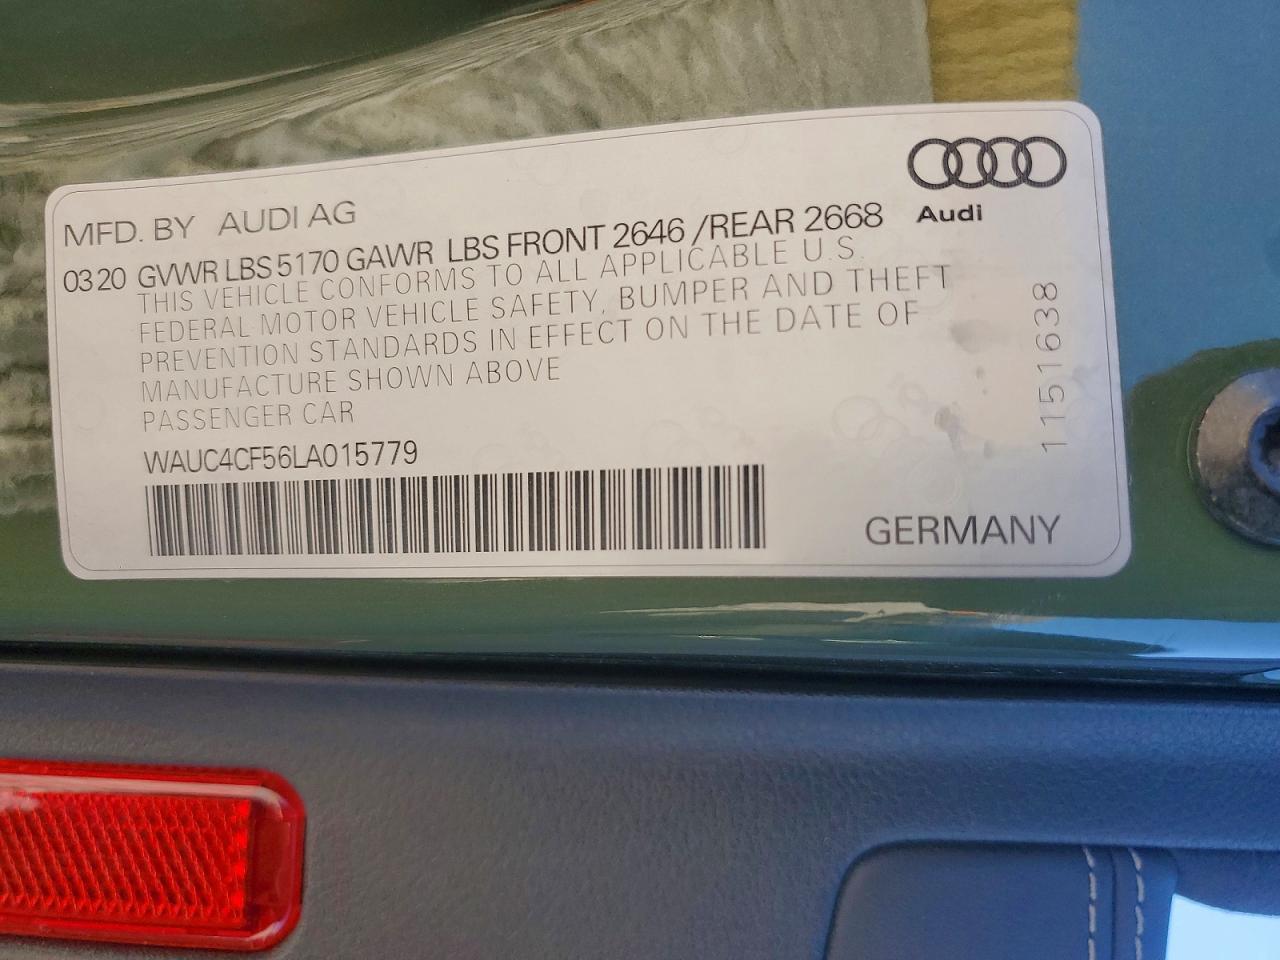 Audi
MFD. BY AUDI AG
0320 GVWR LBS 5170 GAWR LBS FRONT 2646 /REAR 2668
THIS VEHICLE CONFORMS TO ALL APPLICABLE U.S.
FEDERAL MOTOR VEHICLE SAFETY, BUMPER AND THEFT
PREVENTION STANDARDS IN EFFECT ON THE DATE OF
MANUFACTURE SHOWN ABOVE
PASSENGER CAR
WAUC4CF56LA015779
1151638
GERMANY